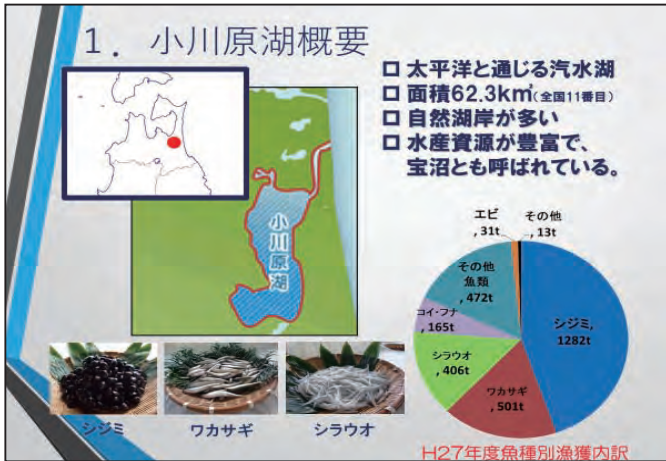 1．小川原湖概要
□ 太平洋と通じる汽水湖
□ 面積62.3㎢(全国11番目)
□ 自然湖岸が多い
□ 水産資源が豊富で、
宝沼とも呼ばれている。
小川原湖
エビ
, 31t
その他
, 13t
その他
魚類
, 472t
コイ・フナ
, 165t
シラウオ
, 406t
ワカサギ
, 501t
シジミ,
1282t
シジミ
ワカサギ
シラウオ
H27年度魚種別漁獲内訳